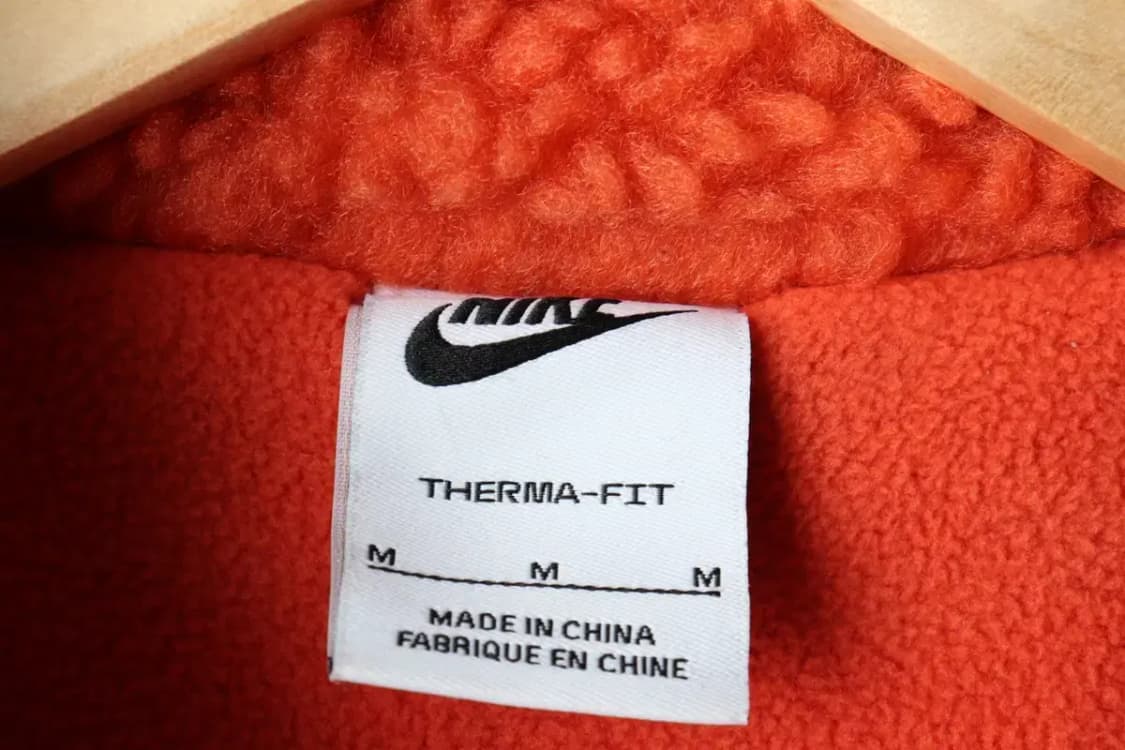 NIKE
THERMA-FIT
M M M
MADE IN CHINA
FABRIQUE EN CHINE